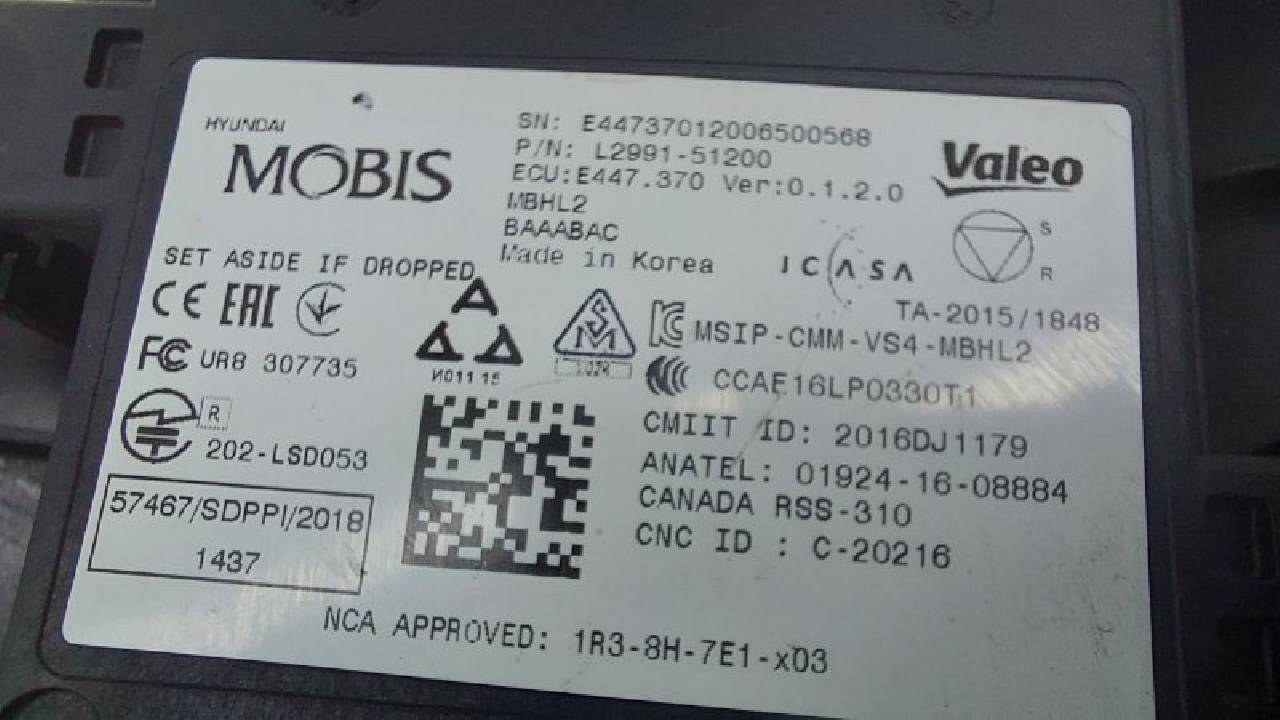 HYUNDAI
MOBIS
SN: E44737012006500568
P/N: L2991-51200
ECU:E447.370 Ver:0.1.2.0
MBHL2
BAAABAC
Made in Korea
Valeo
S
R
ICASA
TA-2015/1848
SET ASIDE IF DROPPED
CE EAC
FC UR8 307735
И011 15
R
202-LSD053
57467/SDPPI/2018
1437
MSIP-CMM-VS4-MBHL2
CCAE16LP0330T1
CMIIT ID: 2016DJ1179
ANATEL: 01924-16-08884
CANADA RSS-310
CNC ID : C-20216
NCA APPROVED: 1R3-8H-7E1-x03